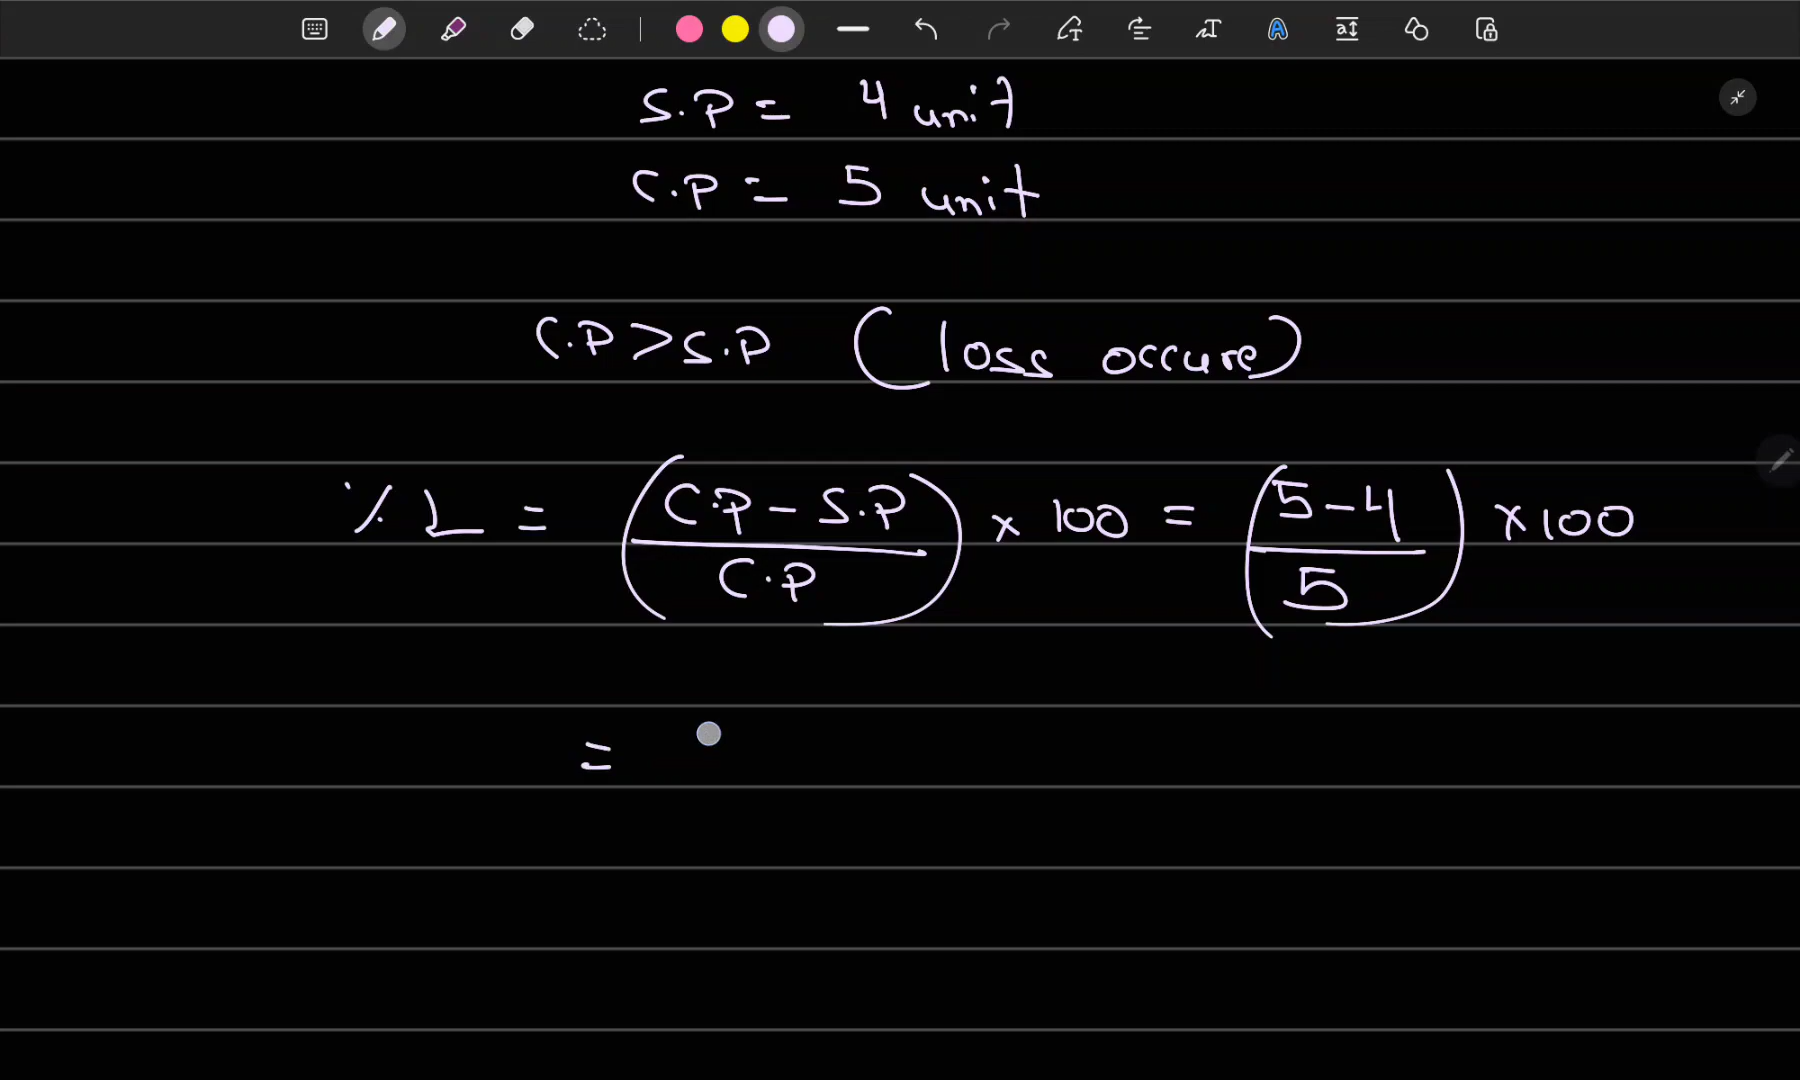 S.P = 4 unit
C.P = 5 unit
C.P > S.P (loss occure)
% L = (C.P - S.P / C.P) x 100 = (5 - 4 / 5) x 100
=